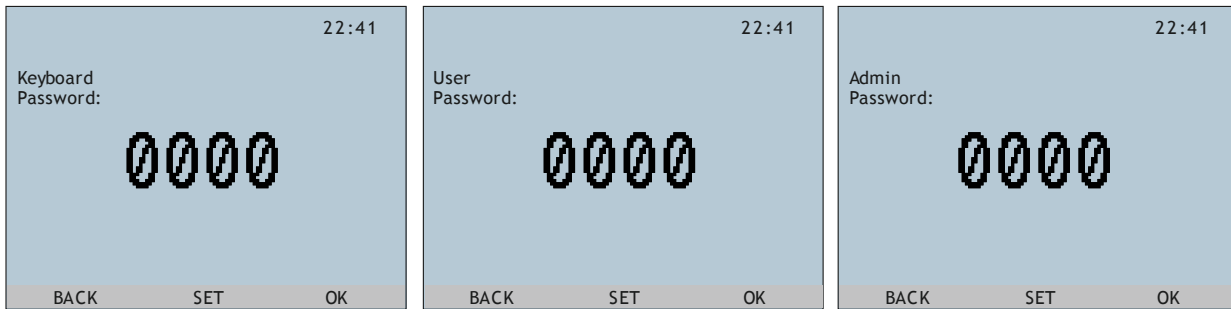 22:41
Keyboard
Password:
0000
BACK SET OK
22:41
User
Password:
0000
BACK SET OK
22:41
Admin
Password:
0000
BACK SET OK